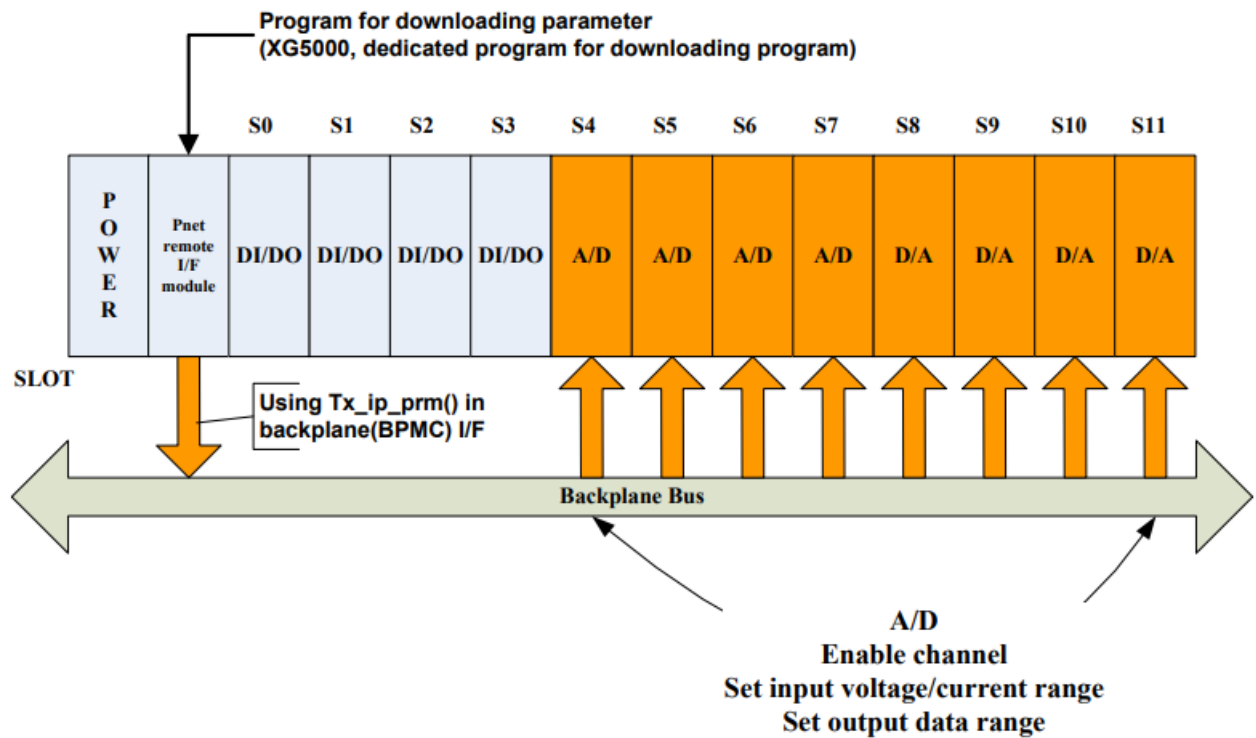 Program for downloading parameter
(XG5000, dedicated program for downloading program)
S0 S1 S2 S3 S4 S5 S6 S7 S8 S9 S10 S11
P
O
W
E
R
Pnet
remote
I/F
module
DI/DO DI/DO DI/DO DI/DO A/D A/D A/D A/D D/A D/A D/A D/A
SLOT
Using Tx_ip_prm() in
backplane(BPMC) I/F
Backplane Bus
A/D
Enable channel
Set input voltage/current range
Set output data range